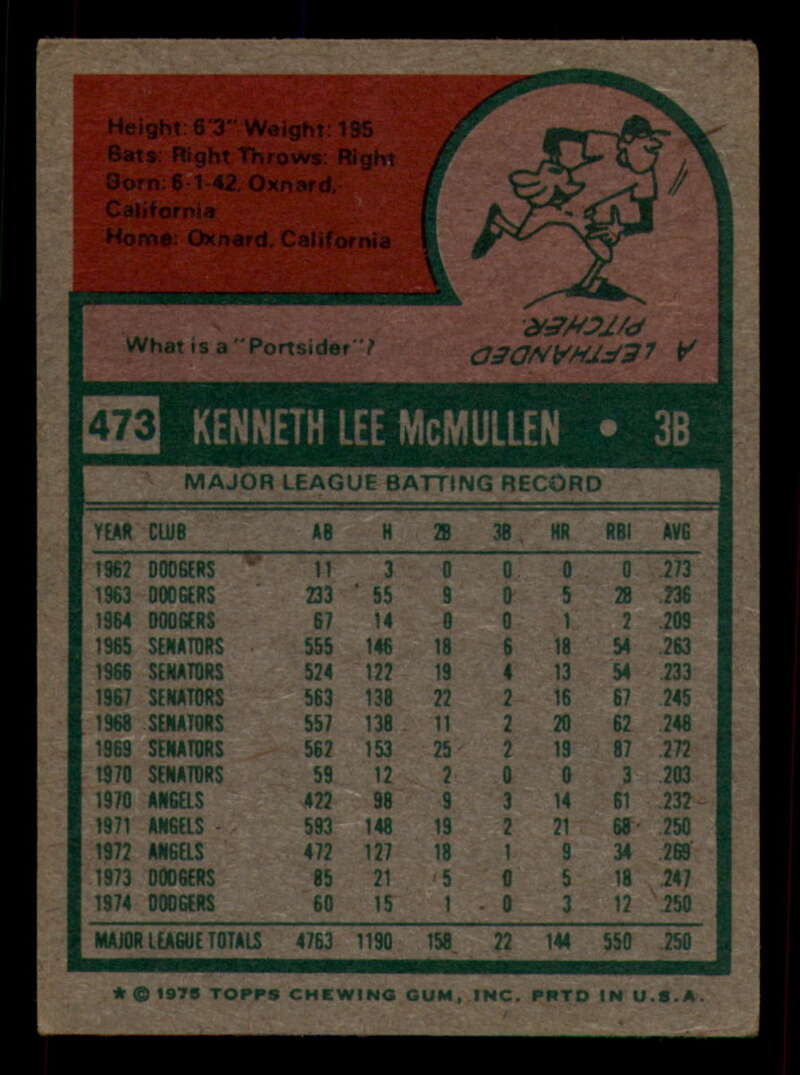 Height: 6'3" Weight: 195
Bats: Right Throws: Right
Born: 6-1-42, Oxnard,
California
Home: Oxnard, California
What is a "Portsider"?
A LEFTHANDED
PITCHER.
473 KENNETH LEE McMULLEN • 3B
MAJOR LEAGUE BATTING RECORD
YEAR CLUB AB H 2B 3B HR RBI AVG
1962 DODGERS 11 3 0 0 0 0 .273
1963 DODGERS 233 55 9 0 5 28 .236
1964 DODGERS 67 14 0 0 1 2 .209
1965 SENATORS 555 146 18 6 18 54 .263
1966 SENATORS 524 122 19 4 13 54 .233
1967 SENATORS 563 138 22 2 16 67 .245
1968 SENATORS 557 138 11 2 20 62 .248
1969 SENATORS 562 153 25 2 19 87 .272
1970 SENATORS 59 12 2 0 0 3 .203
1970 ANGELS 422 98 9 3 14 61 .232
1971 ANGELS 593 148 19 2 21 68 .250
1972 ANGELS 472 127 18 1 9 34 .269
1973 DODGERS 85 21 5 0 5 18 .247
1974 DODGERS 60 15 1 0 3 12 .250
MAJOR LEAGUE TOTALS 4763 1190 158 22 144 550 .250
* © 1975 TOPPS CHEWING GUM, INC. PRTD IN U.S.A.